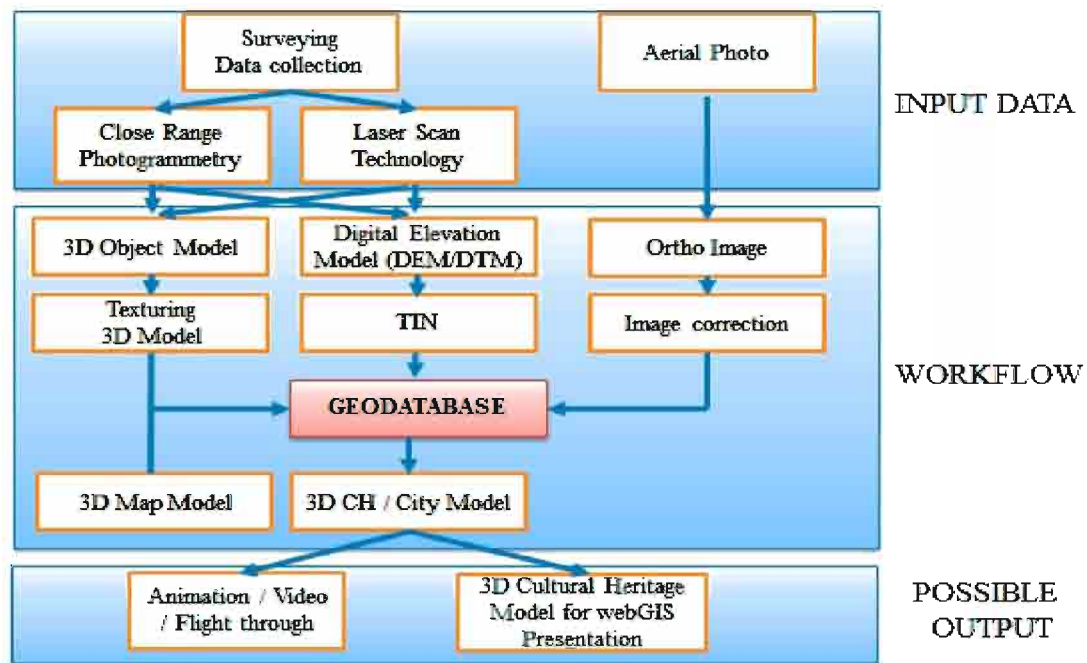 Surveying
Data collection
Aerial Photo
INPUT DATA
Close Range
Photogrammetry
Laser Scan
Technology
3D Object Model
Digital Elevation
Model (DEM/DTM)
Ortho Image
Texturing
3D Model
TIN
Image correction
WORKFLOW
GEODATABASE
3D Map Model
3D CH / City Model
Animation / Video
/ Flight through
3D Cultural Heritage
Model for webGIS
Presentation
POSSIBLE
OUTPUT